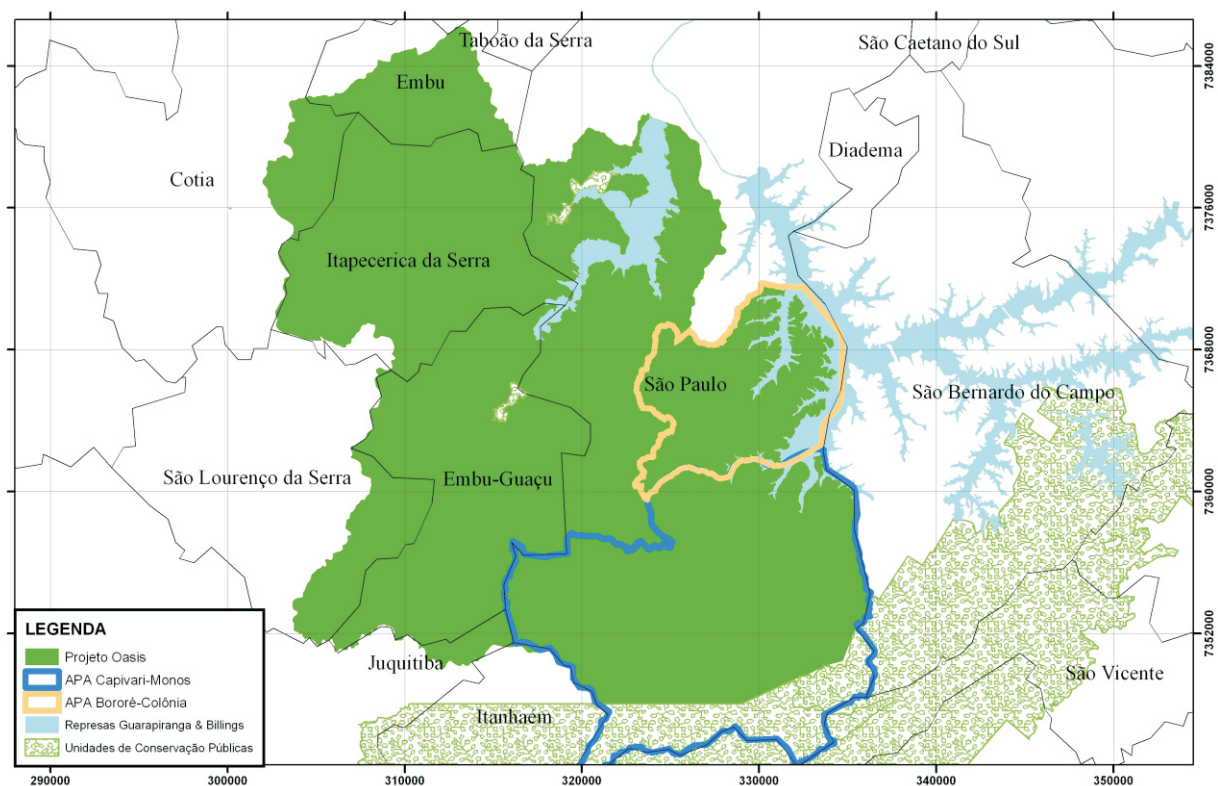 Taboão da Serra
São Caetano do Sul
Embu
Diadema
Cotia
Itapecerica da Serra
São Paulo
São Bernardo do Campo
São Lourenço da Serra
Embu-Guaçu
Juquitiba
São Vicente
Itanhaém
LEGENDA
Projeto Oasis
APA Capivari-Monos
APA Bororé-Colônia
Represas Guarapiranga & Billings
Unidades de Conservação Públicas
7384000
7376000
7368000
7360000
7352000
290000
300000
310000
320000
330000
340000
350000